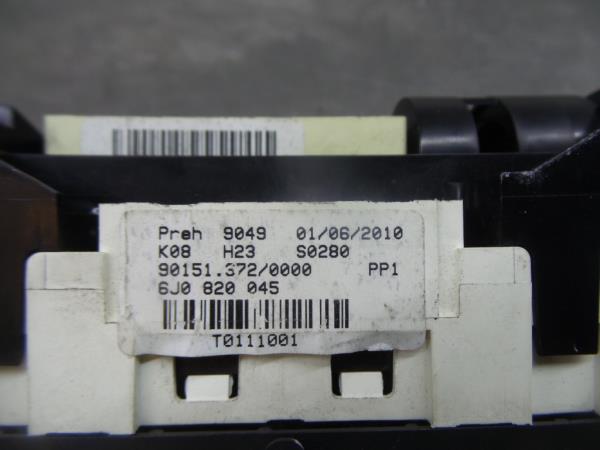 Preh 9049 01/06/2010
K08 H23 S0280
90151.372/0000 PP1
6J0 820 045
T0111001